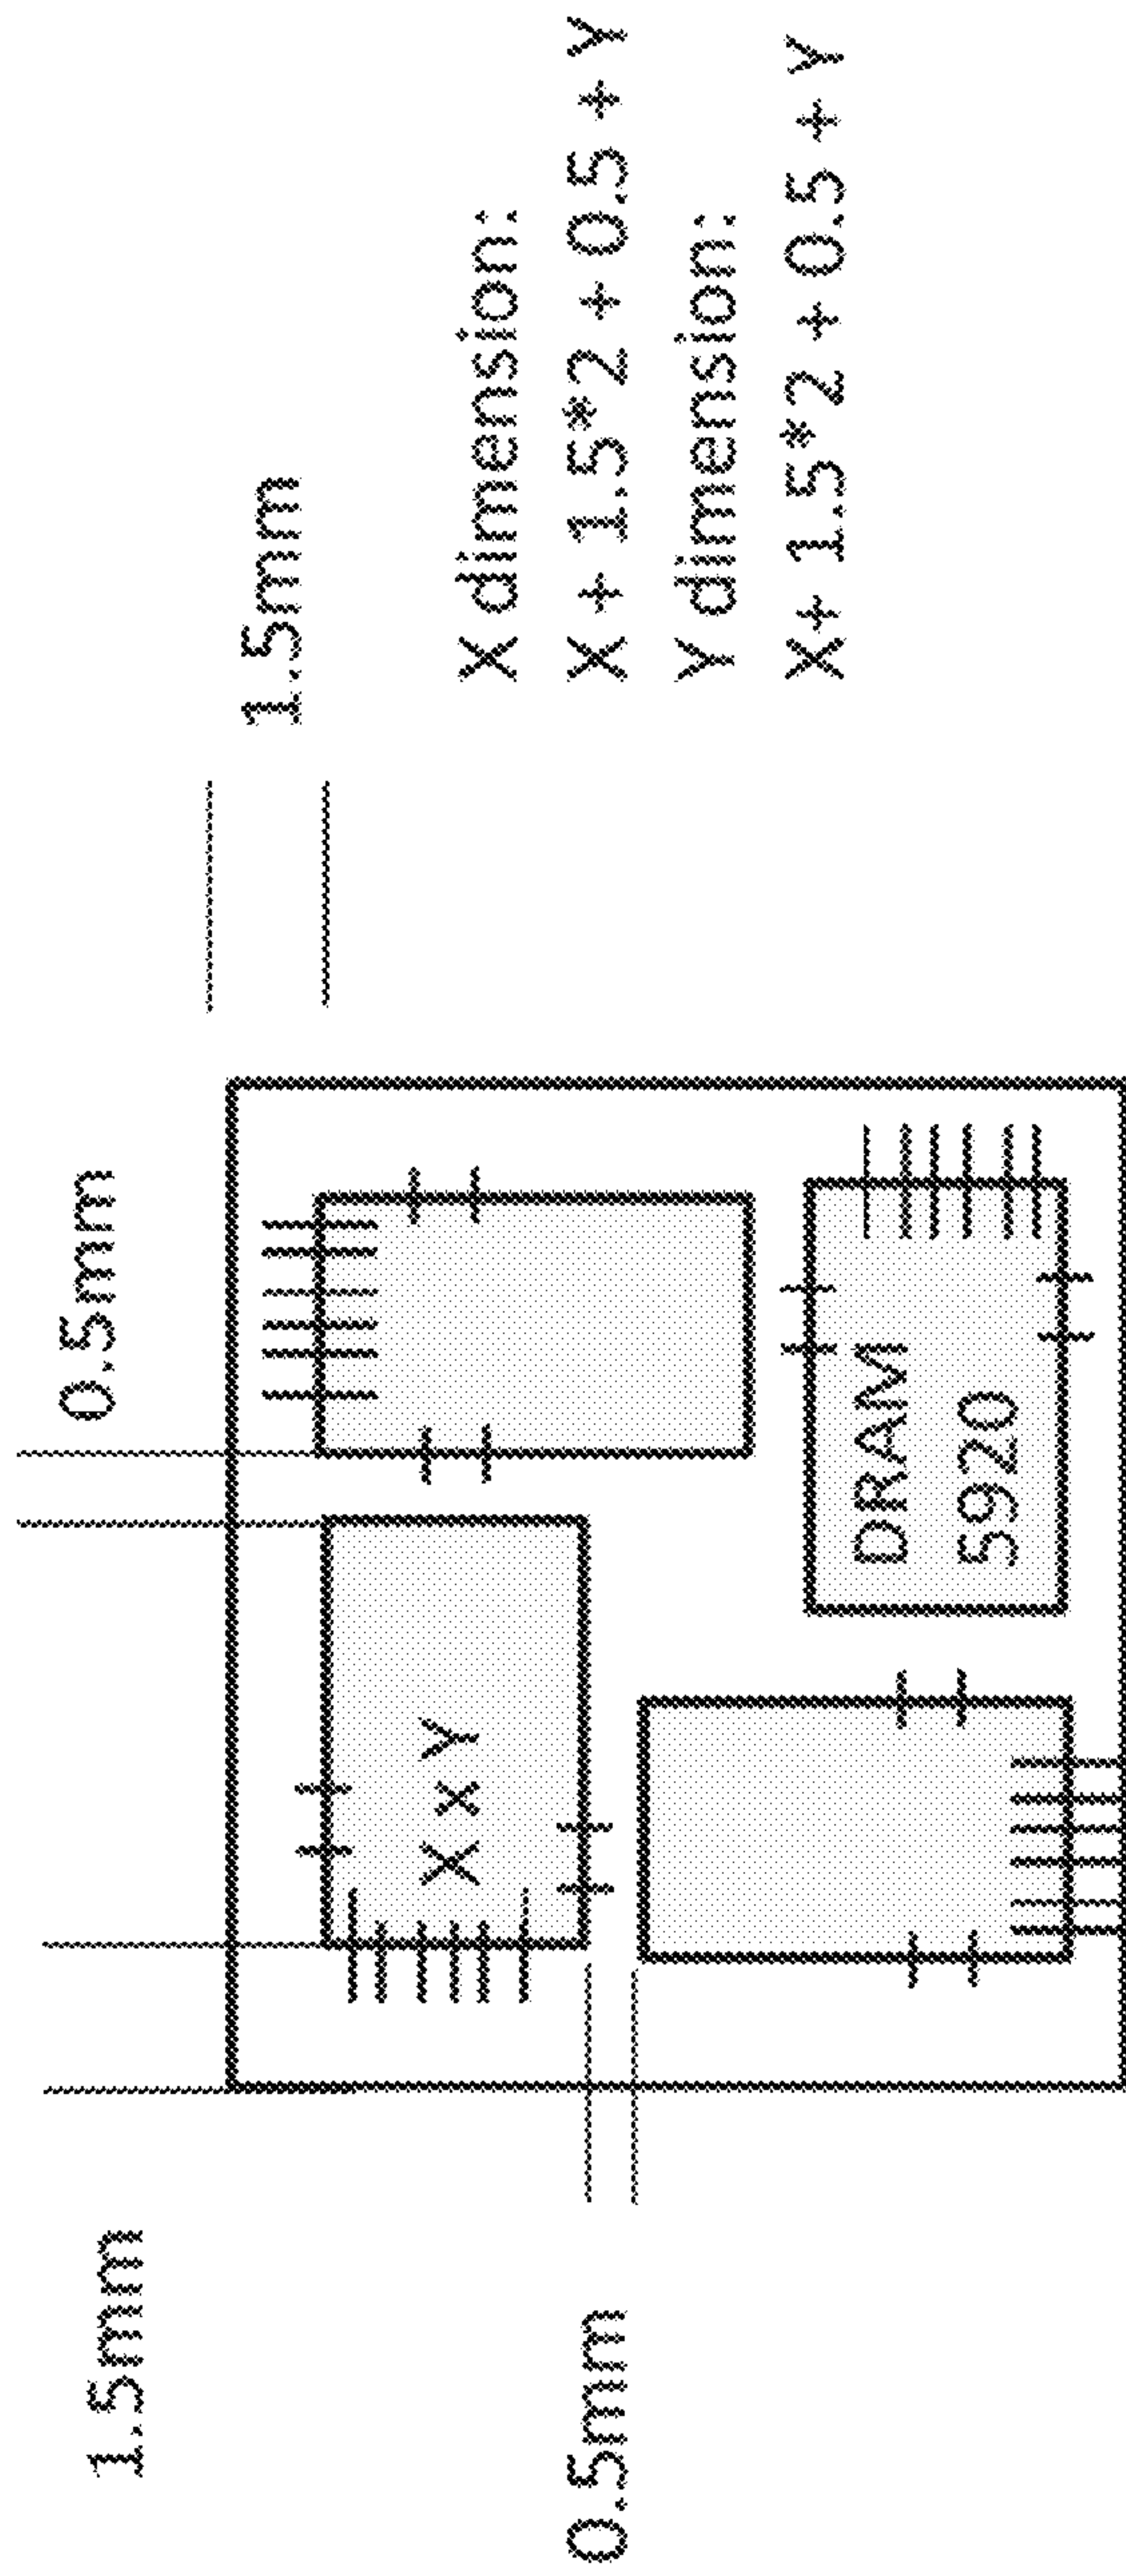 0.5mm
1.5mm
1.5mm
X x Y
0.5mm
DRAM
5920
X dimension:
X + 1.5*2 + 0.5 + Y
Y dimension:
X+ 1.5*2 + 0.5 + Y